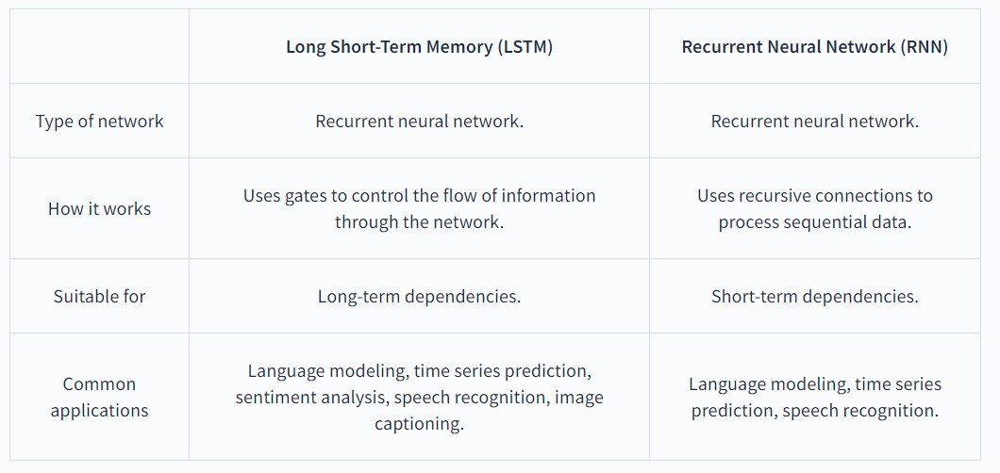 Long Short-Term Memory (LSTM)
Recurrent Neural Network (RNN)
Type of network
Recurrent neural network.
Recurrent neural network.
How it works
Uses gates to control the flow of information
through the network.
Uses recursive connections to
process sequential data.
Suitable for
Long-term dependencies.
Short-term dependencies.
Common
applications
Language modeling, time series prediction,
sentiment analysis, speech recognition, image
captioning.
Language modeling, time series
prediction, speech recognition.